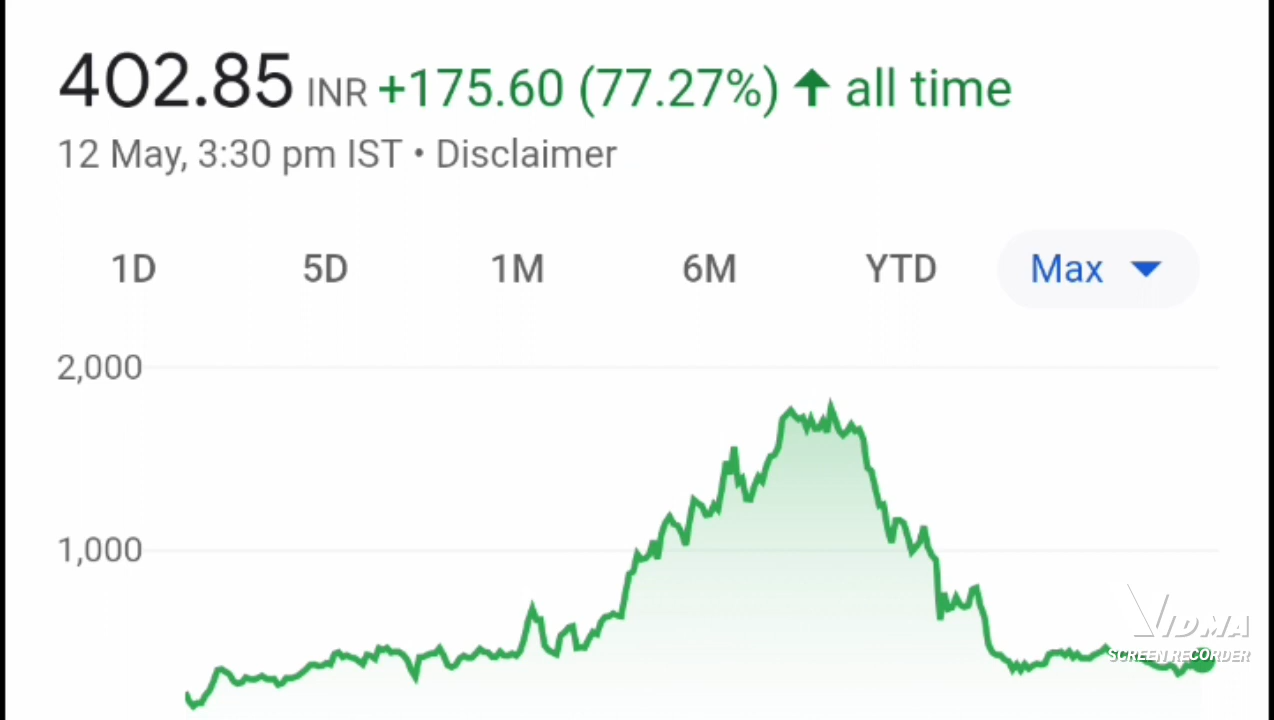 402.85 INR +175.60 (77.27%) ↑ all time
12 May, 3:30 pm IST • Disclaimer
1D 5D 1M 6M YTD Max
2,000
1,000
VIDMA
SCREEN RECORDER